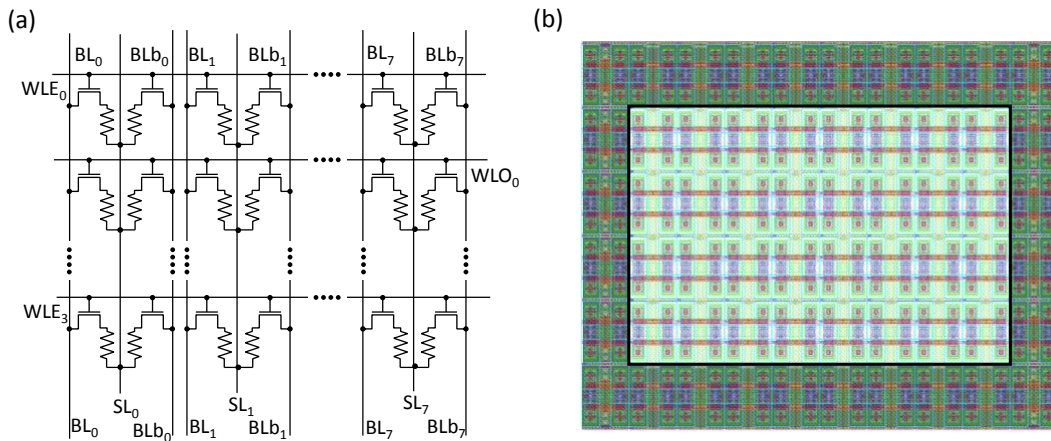 (a)
(b)
BL₀ BLb₀ BL₁ BLb₁ BL₇ BLb₇
WLE₀
WLO₀
WLE₃
SL₀ SL₁ SL₇
BL₀ BLb₀ BL₁ BLb₁ BL₇ BLb₇